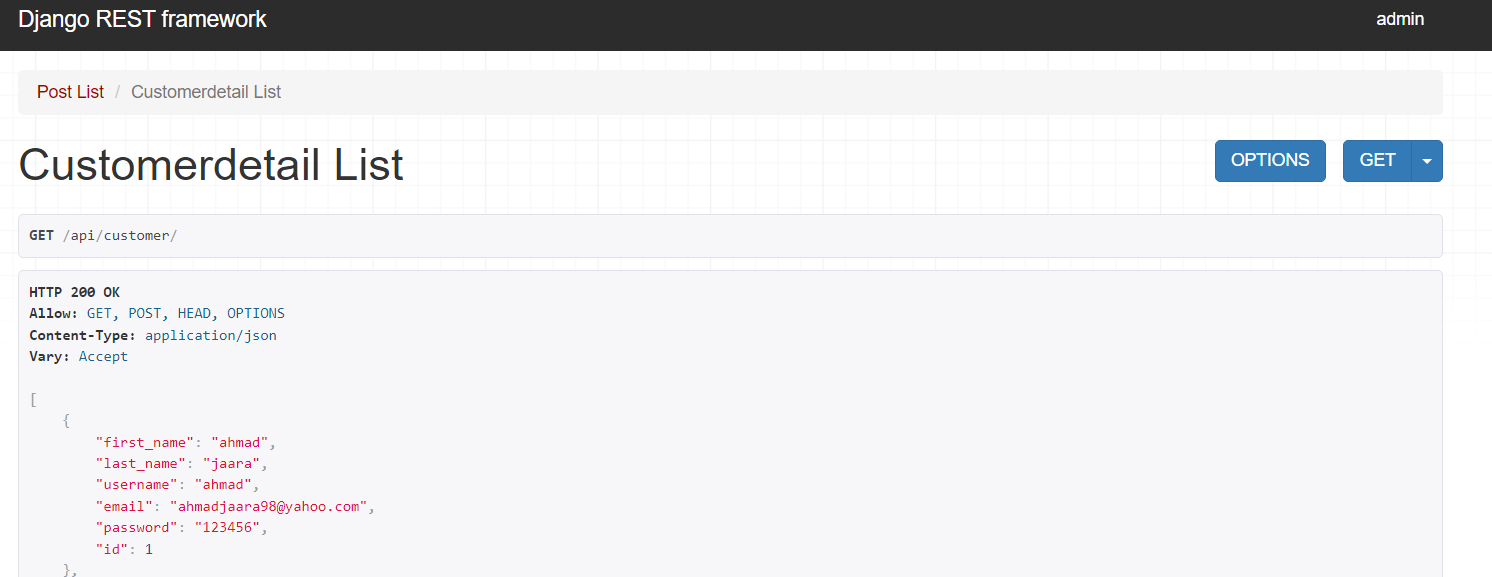 Django REST framework admin
Post List / Customerdetail List
Customerdetail List OPTIONS GET
GET /api/customer/
HTTP 200 OK
Allow: GET, POST, HEAD, OPTIONS
Content-Type: application/json
Vary: Accept
[
{
"first_name": "ahmad",
"last_name": "jaara",
"username": "ahmad",
"email": "ahmadjaara98@yahoo.com",
"password": "123456",
"id": 1
},